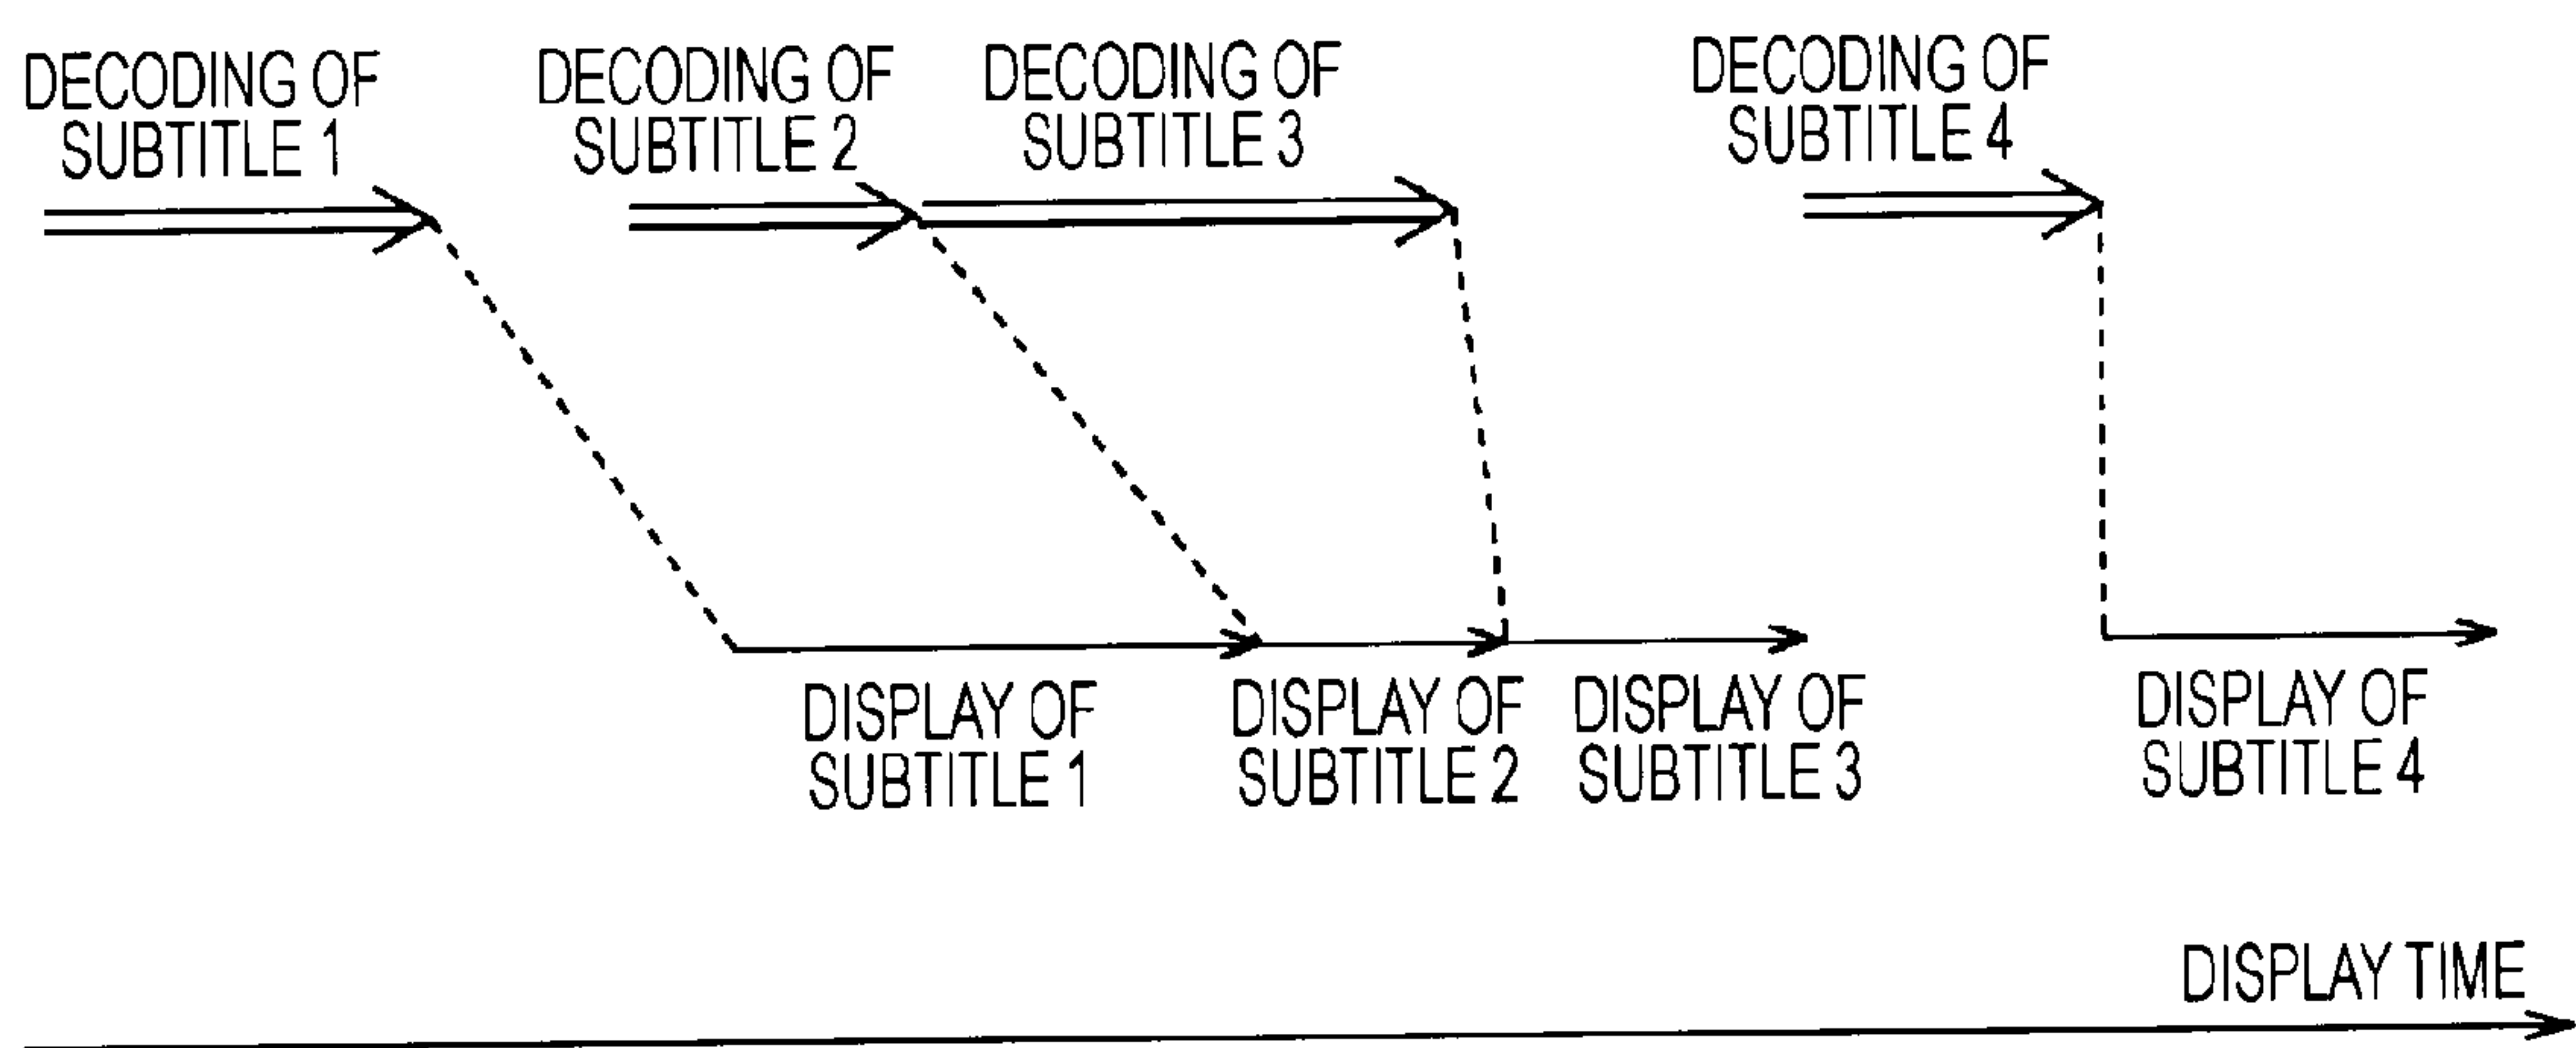 DECODING OF
SUBTITLE 1
DECODING OF
SUBTITLE 2
DECODING OF
SUBTITLE 3
DECODING OF
SUBTITLE 4
DISPLAY OF
SUBTITLE 1
DISPLAY OF
SUBTITLE 2
DISPLAY OF
SUBTITLE 3
DISPLAY OF
SUBTITLE 4
DISPLAY TIME